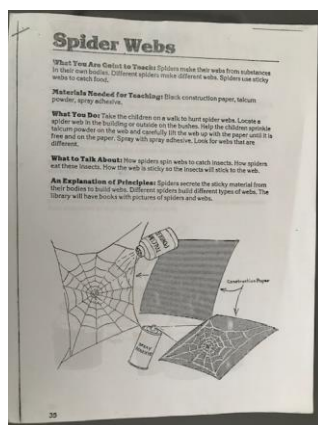 Spider Webs
What You Are Goint to Teach: Spiders make their webs from substances
in their own bodies. Different spiders make different webs. Spiders use sticky
webs to catch food.
Materials Needed for Teaching: Black construction paper, talcum
powder, spray adhesive.
What You Do: Take the children on a walk to hunt spider webs. Locate a
spider web in the building or outside on the bushes. Help the children sprinkle
talcum powder on the web and carefully lift the web up with the paper until it is
free and on the paper. Spray with spray adhesive. Look for webs that are
different.
What to Talk About: How spiders spin webs to catch insects. How spiders
eat these insects. How the web is sticky so the insects will stick to the web.
An Explanation of Principles: Spiders secrete the sticky material from
their bodies to build webs. Different spiders build different types of webs. The
library will have books with pictures of spiders and webs.
TALCUM
POWDER
Construction Paper
SPRAY